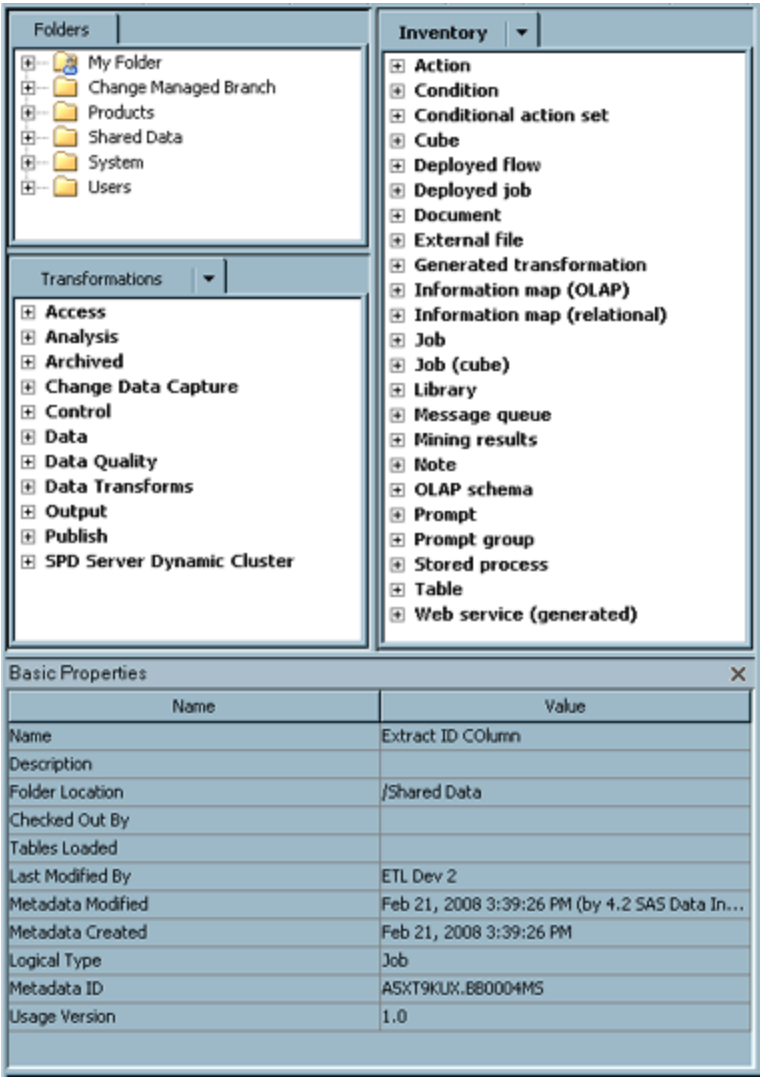 Folders
My Folder
Change Managed Branch
Products
Shared Data
System
Users
Transformations
Access
Analysis
Archived
Change Data Capture
Control
Data
Data Quality
Data Transforms
Output
Publish
SPD Server Dynamic Cluster
Inventory
Action
Condition
Conditional action set
Cube
Deployed flow
Deployed job
Document
External file
Generated transformation
Information map (OLAP)
Information map (relational)
Job
Job (cube)
Library
Message queue
Mining results
Note
OLAP schema
Prompt
Prompt group
Stored process
Table
Web service (generated)
Basic Properties
Name Value
Name Extract ID COlumn
Description
Folder Location /Shared Data
Checked Out By
Tables Loaded
Last Modified By ETL Dev 2
Metadata Modified Feb 21, 2008 3:39:26 PM (by 4.2 SAS Data In...
Metadata Created Feb 21, 2008 3:39:26 PM
Logical Type Job
Metadata ID A5XT9KUX.BB0004MS
Usage Version 1.0